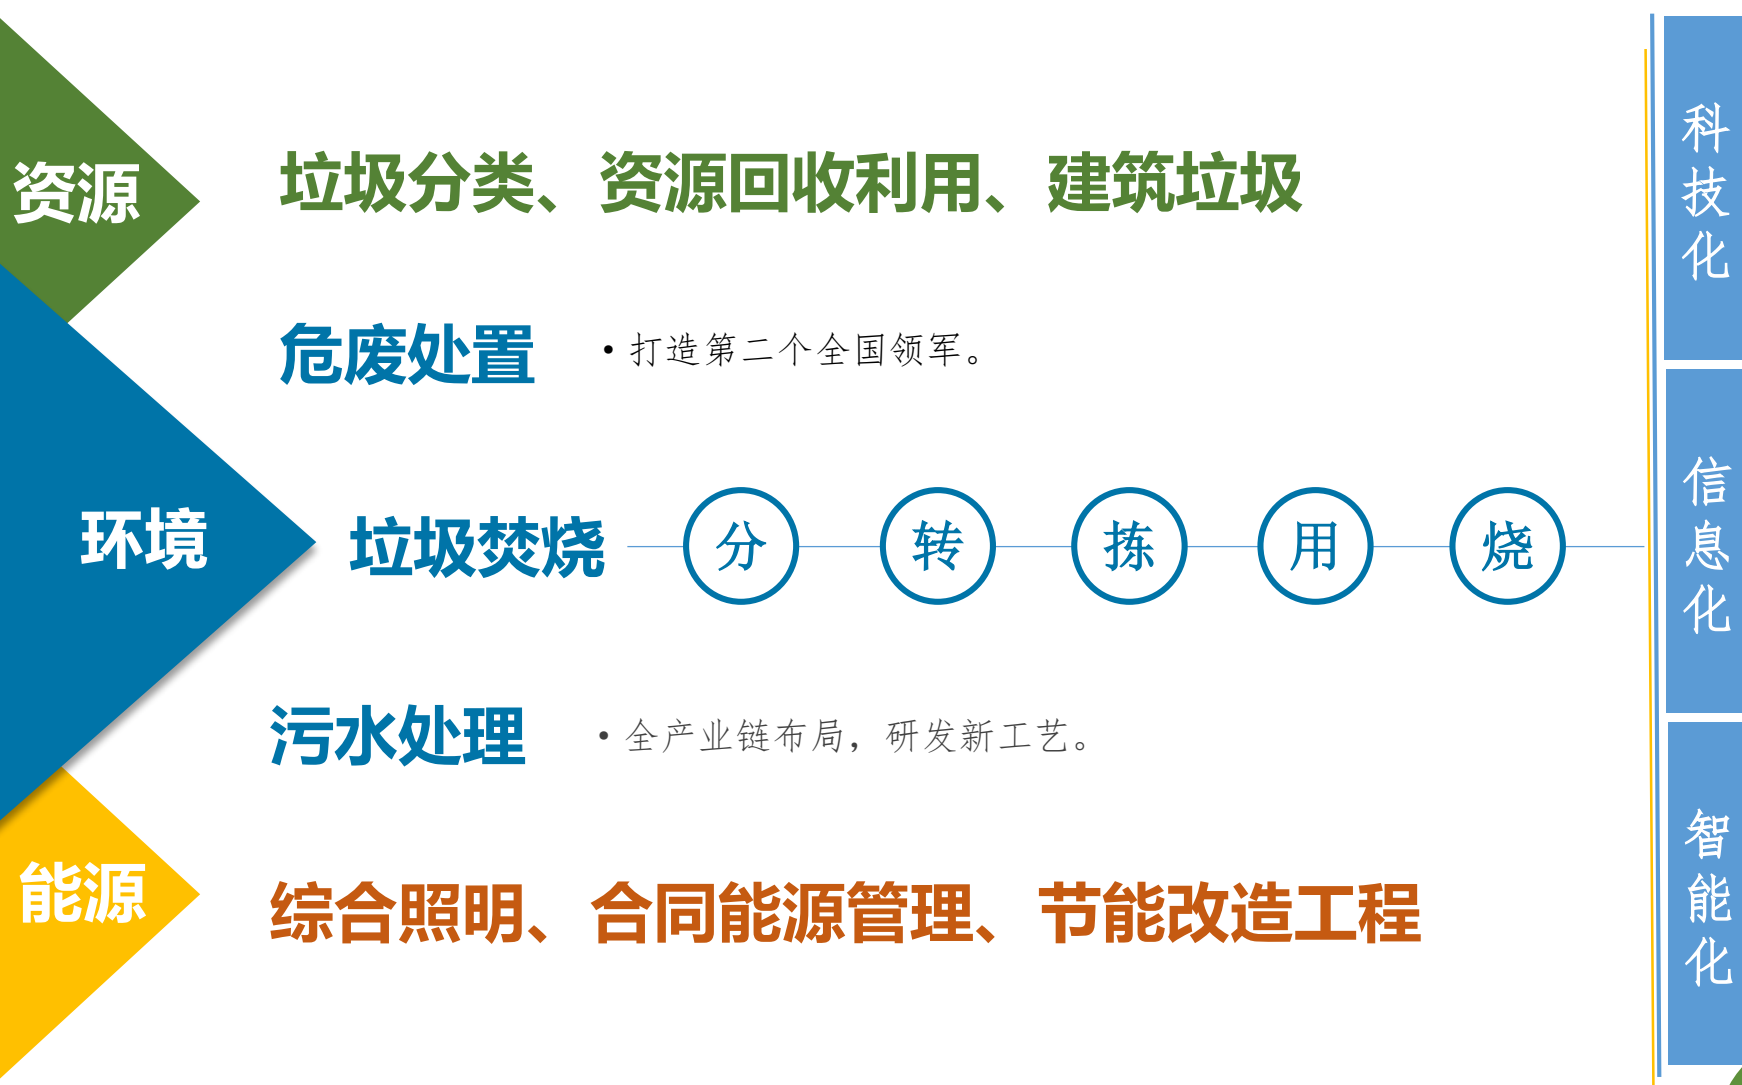 资源
垃圾分类、资源回收利用、建筑垃圾
危废处置
•打造第二个全国领军。
环境
垃圾焚烧
分
转
拣
用
烧
污水处理
•全产业链布局，研发新工艺。
能源
综合照明、合同能源管理、节能改造工程
科技化
信息化
智能化